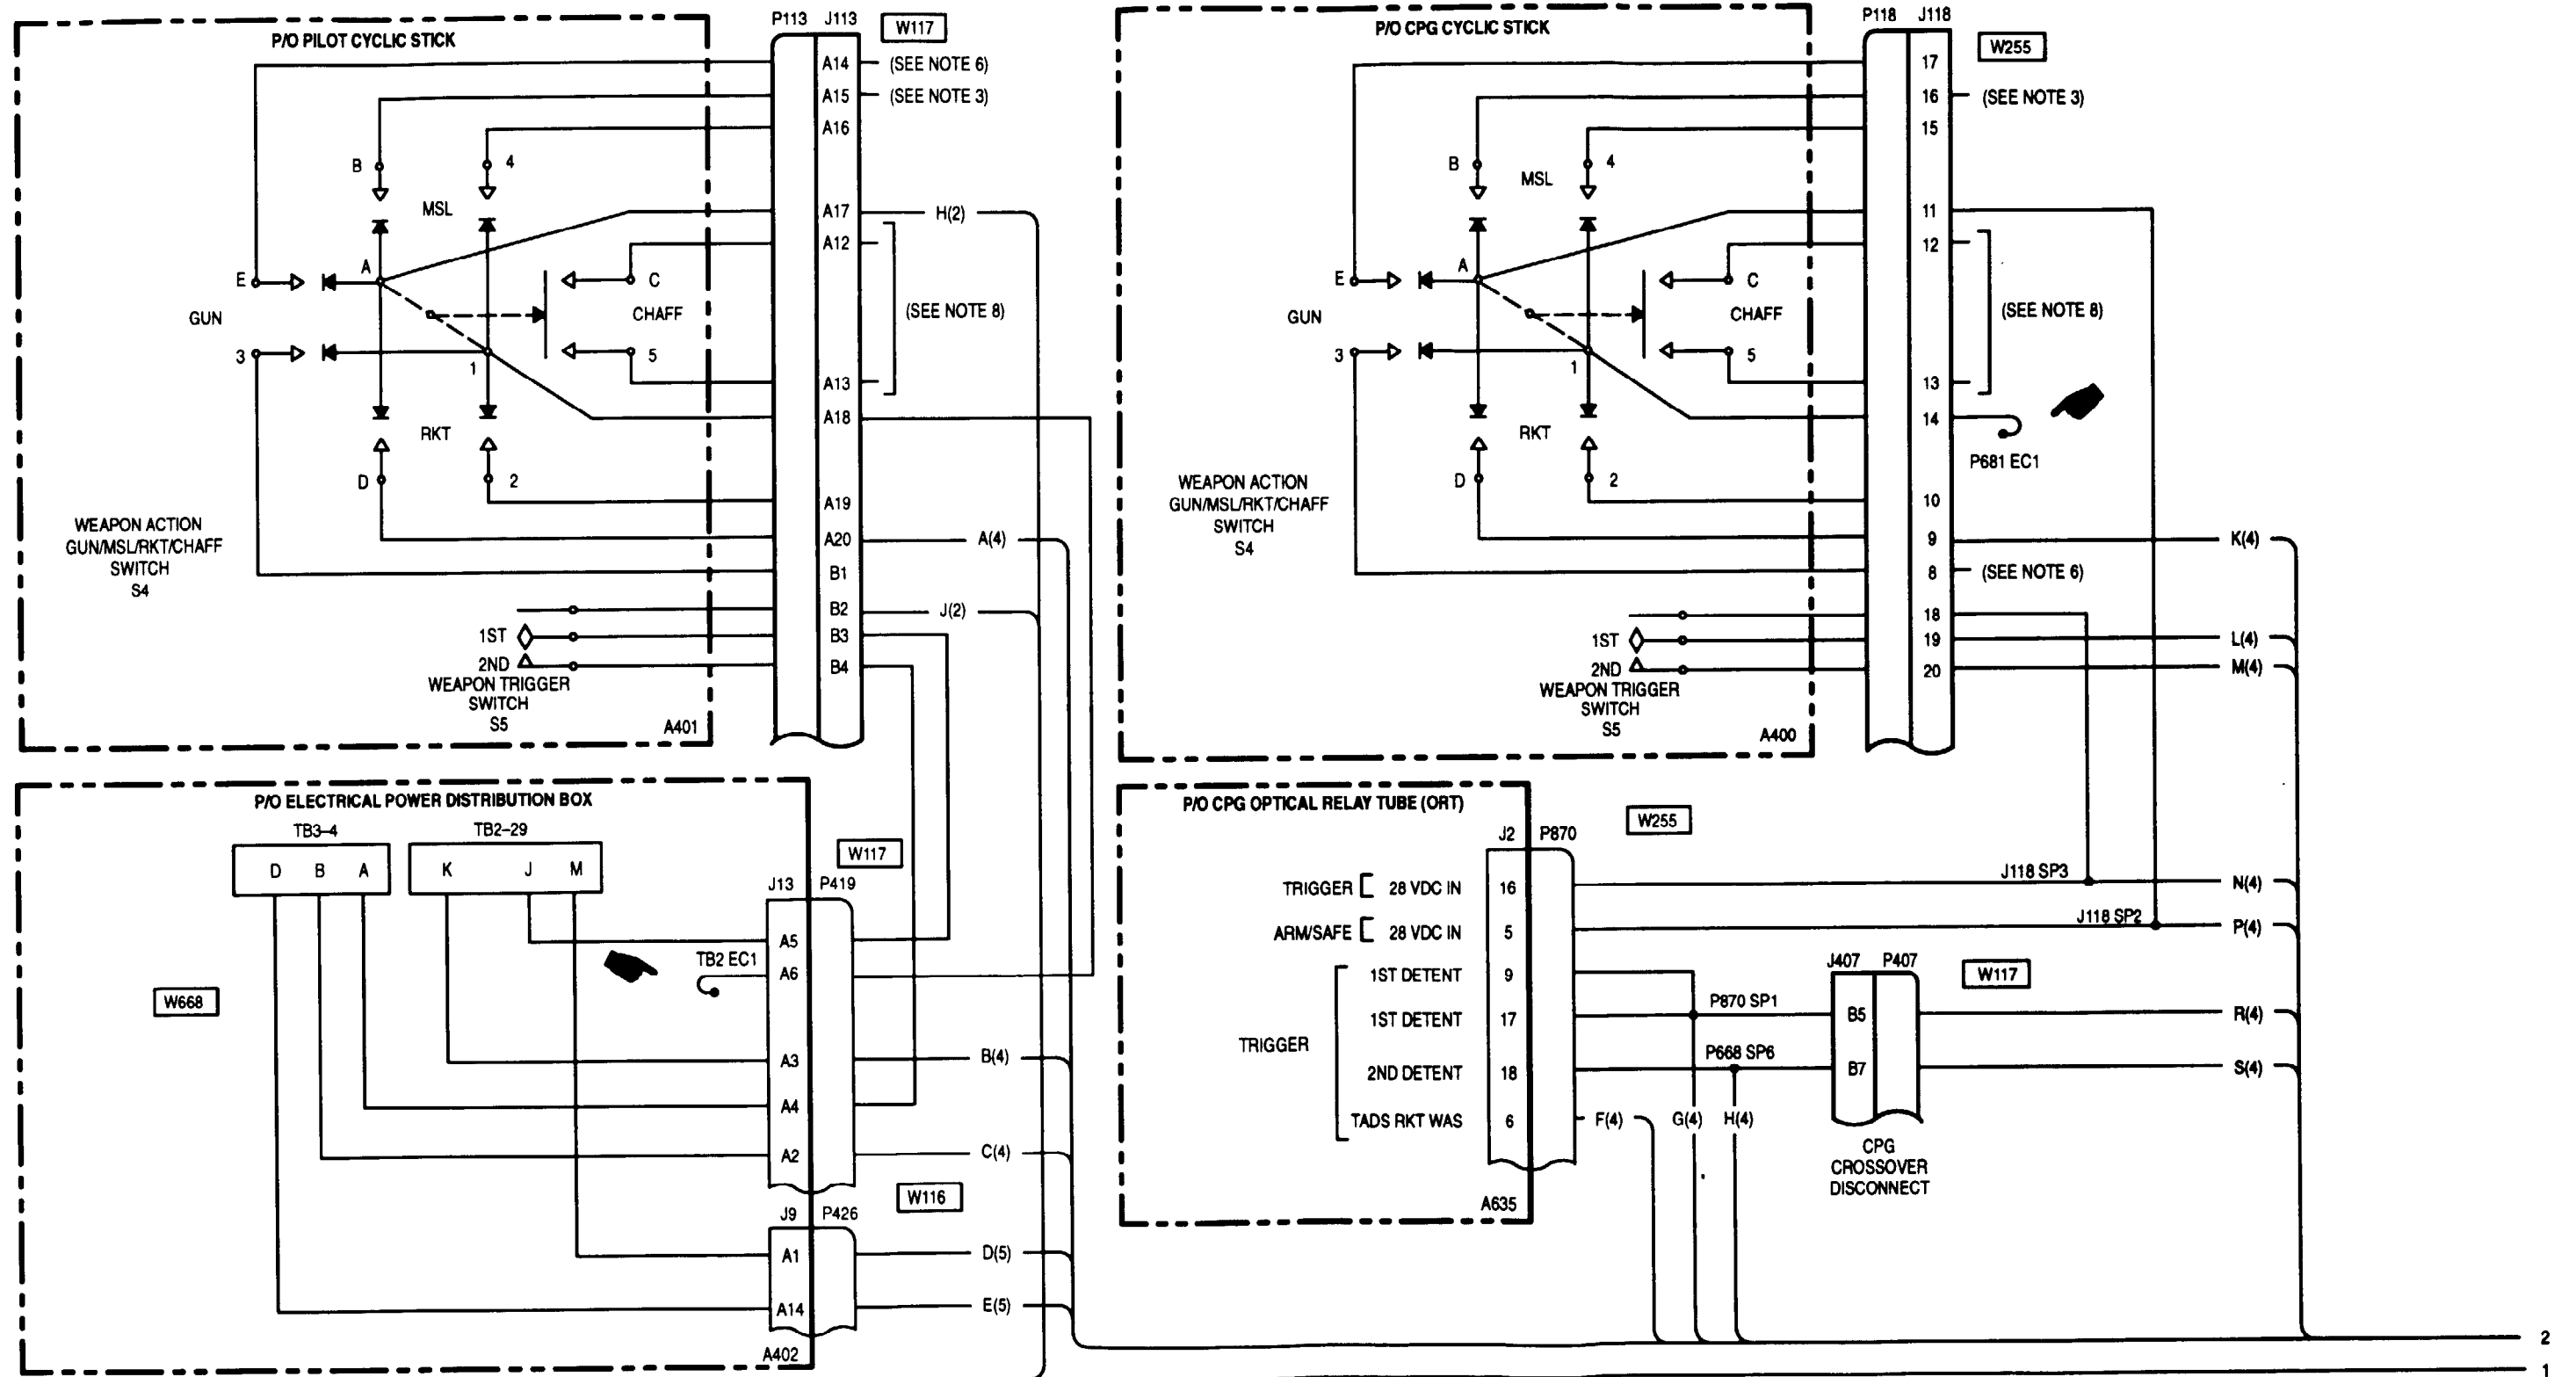 P/O PILOT CYCLIC STICK
P113 J113
W117
A14 (SEE NOTE 6)
A15 (SEE NOTE 3)
A16
B
4
MSL
A17 H(2)
A12
A
E
C
GUN
CHAFF
(SEE NOTE 8)
3
1
5
A13
A18
RKT
D
2
A19
WEAPON ACTION
GUN/MSL/RKT/CHAFF
SWITCH
S4
A20 A(4)
B1
B2 J(2)
1ST
B3
2ND
B4
WEAPON TRIGGER
SWITCH
S5
A401
P/O CPG CYCLIC STICK
P118 J118
W255
17
16 (SEE NOTE 3)
15
B
4
MSL
11
12
A
E
C
GUN
CHAFF
(SEE NOTE 8)
3
1
5
13
14
P681 EC1
RKT
D
2
10
WEAPON ACTION
GUN/MSL/RKT/CHAFF
SWITCH
S4
9 K(4)
8 (SEE NOTE 6)
18
1ST
19 L(4)
2ND
20 M(4)
WEAPON TRIGGER
SWITCH
S5
A400
P/O ELECTRICAL POWER DISTRIBUTION BOX
TB3-4
TB2-29
D B A
K J M
W117
J13 P419
A5
TB2 EC1
A6
W668
A3 B(4)
A4
A2 C(4)
W116
J9 P426
A1 D(5)
A14 E(5)
A402
P/O CPG OPTICAL RELAY TUBE (ORT)
W255
J2 P870
TRIGGER 28 VDC IN 16
J118 SP3
N(4)
ARM/SAFE 28 VDC IN 5
J118 SP2
P(4)
1ST DETENT 9
J407 P407
W117
P870 SP1
1ST DETENT 17
B5
R(4)
TRIGGER
P668 SP6
2ND DETENT 18
B7
S(4)
TADS RKT WAS 6
F(4)
G(4)
H(4)
CPG
CROSSOVER
DISCONNECT
A635
2
1